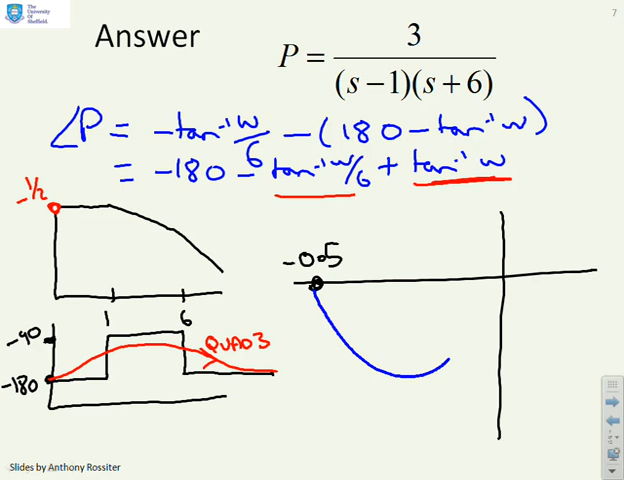 The University Of Sheffield.
Answer
P = 3 / ((s − 1)(s + 6))
7
∠P = −tan⁻¹ w/6 − (180 − tan⁻¹ w)
= −180 − tan⁻¹ w/6 + tan⁻¹ w
−1/2
1 6
−90
−180
QUAD 3
−0.5
Slides by Anthony Rossiter